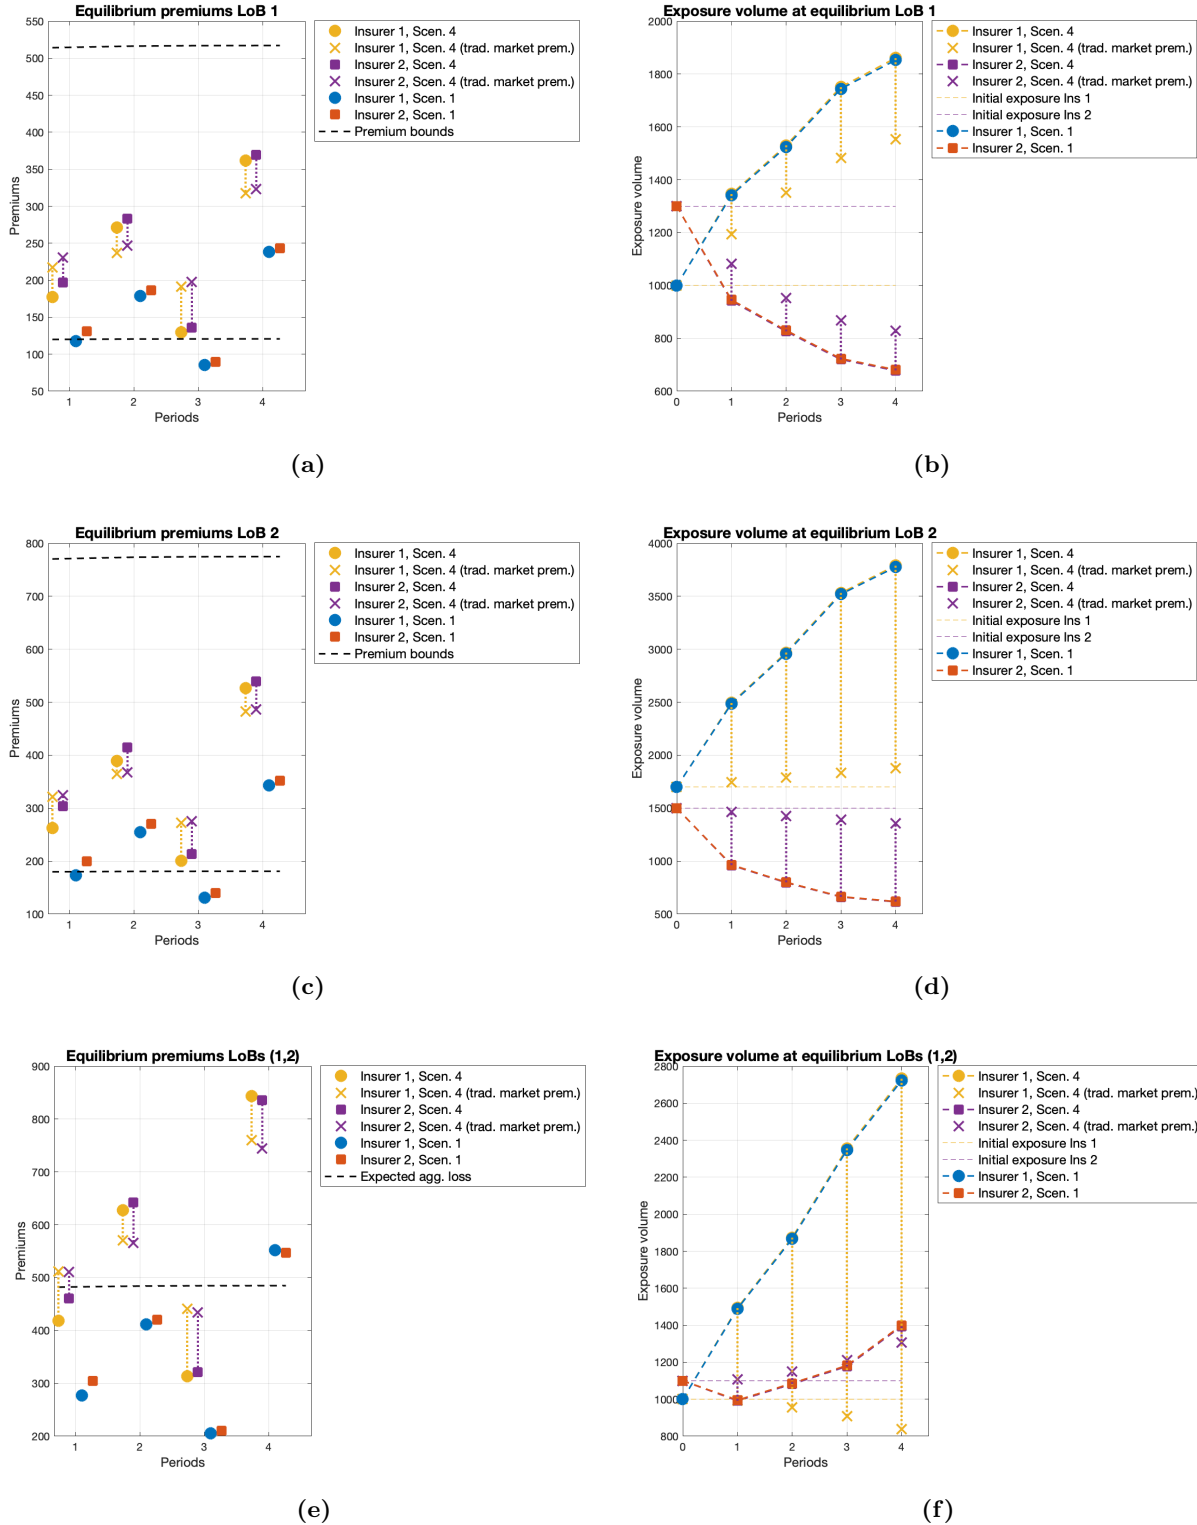 Equilibrium premiums LoB 1
550
500
450
400
350
300
250
200
150
100
50
Premiums
1 2 3 4
Periods
Insurer 1, Scen. 4
Insurer 1, Scen. 4 (trad. market prem.)
Insurer 2, Scen. 4
Insurer 2, Scen. 4 (trad. market prem.)
Insurer 1, Scen. 1
Insurer 2, Scen. 1
Premium bounds
(a)
Exposure volume at equilibrium LoB 1
2000
1800
1600
1400
1200
1000
800
600
Exposure volume
0 1 2 3 4
Periods
Insurer 1, Scen. 4
Insurer 1, Scen. 4 (trad. market prem.)
Insurer 2, Scen. 4
Insurer 2, Scen. 4 (trad. market prem.)
Initial exposure Ins 1
Initial exposure Ins 2
Insurer 1, Scen. 1
Insurer 2, Scen. 1
(b)
Equilibrium premiums LoB 2
800
700
600
500
400
300
200
100
Premiums
1 2 3 4
Periods
Insurer 1, Scen. 4
Insurer 1, Scen. 4 (trad. market prem.)
Insurer 2, Scen. 4
Insurer 2, Scen. 4 (trad. market prem.)
Insurer 1, Scen. 1
Insurer 2, Scen. 1
Premium bounds
(c)
Exposure volume at equilibrium LoB 2
4000
3500
3000
2500
2000
1500
1000
500
Exposure volume
0 1 2 3 4
Periods
Insurer 1, Scen. 4
Insurer 1, Scen. 4 (trad. market prem.)
Insurer 2, Scen. 4
Insurer 2, Scen. 4 (trad. market prem.)
Initial exposure Ins 1
Initial exposure Ins 2
Insurer 1, Scen. 1
Insurer 2, Scen. 1
(d)
Equilibrium premiums LoBs (1,2)
900
800
700
600
500
400
300
200
Premiums
1 2 3 4
Periods
Insurer 1, Scen. 4
Insurer 1, Scen. 4 (trad. market prem.)
Insurer 2, Scen. 4
Insurer 2, Scen. 4 (trad. market prem.)
Insurer 1, Scen. 1
Insurer 2, Scen. 1
Expected agg. loss
(e)
Exposure volume at equilibrium LoBs (1,2)
2800
2600
2400
2200
2000
1800
1600
1400
1200
1000
800
Exposure volume
0 1 2 3 4
Periods
Insurer 1, Scen. 4
Insurer 1, Scen. 4 (trad. market prem.)
Insurer 2, Scen. 4
Insurer 2, Scen. 4 (trad. market prem.)
Initial exposure Ins 1
Initial exposure Ins 2
Insurer 1, Scen. 1
Insurer 2, Scen. 1
(f)